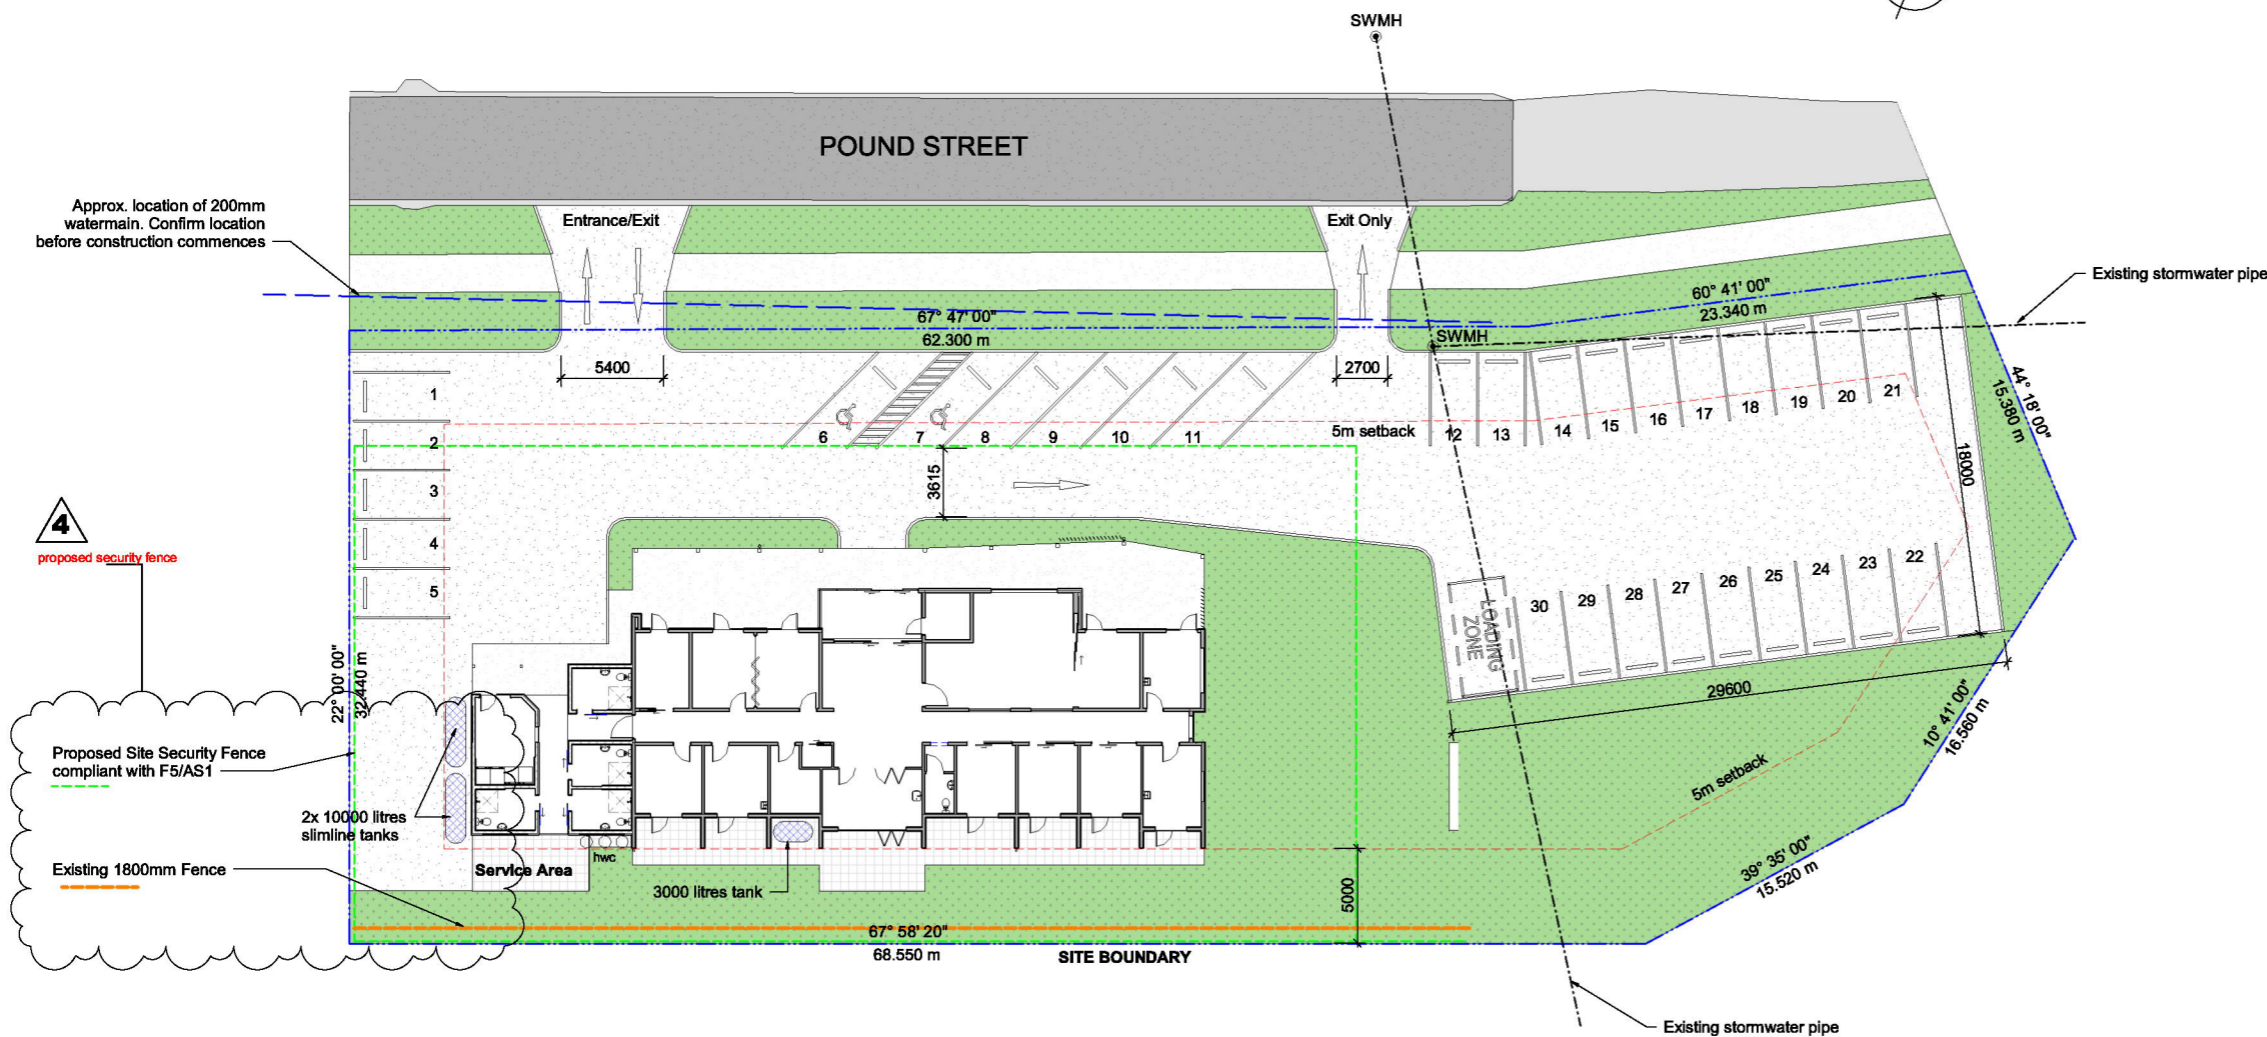 SWMH
POUND STREET
Approx. location of 200mm
watermain. Confirm location
before construction commences
Entrance/Exit
Exit Only
Existing stormwater pipe
60° 41' 00"
23.340 m
67° 47' 00"
62.300 m
SWMH
5400
2700
1
2
3
4
5
6
7
8
9
10
11
5m setback
12
13
14
15
16
17
18
19
20
21
44° 18' 00"
15.380 m
18000
3615
4
proposed security fence
22
23
24
25
26
27
28
29
30
LOADING
ZONE
29600
22° 00' 00"
32.440 m
10° 41' 00"
16.560 m
Proposed Site Security Fence
compliant with F5/AS1
2x 10000 litres
slimline tanks
5m setback
hwc
Existing 1800mm Fence
Service Area
3000 litres tank
5000
39° 35' 00"
15.520 m
67° 58' 20"
68.550 m
SITE BOUNDARY
Existing stormwater pipe